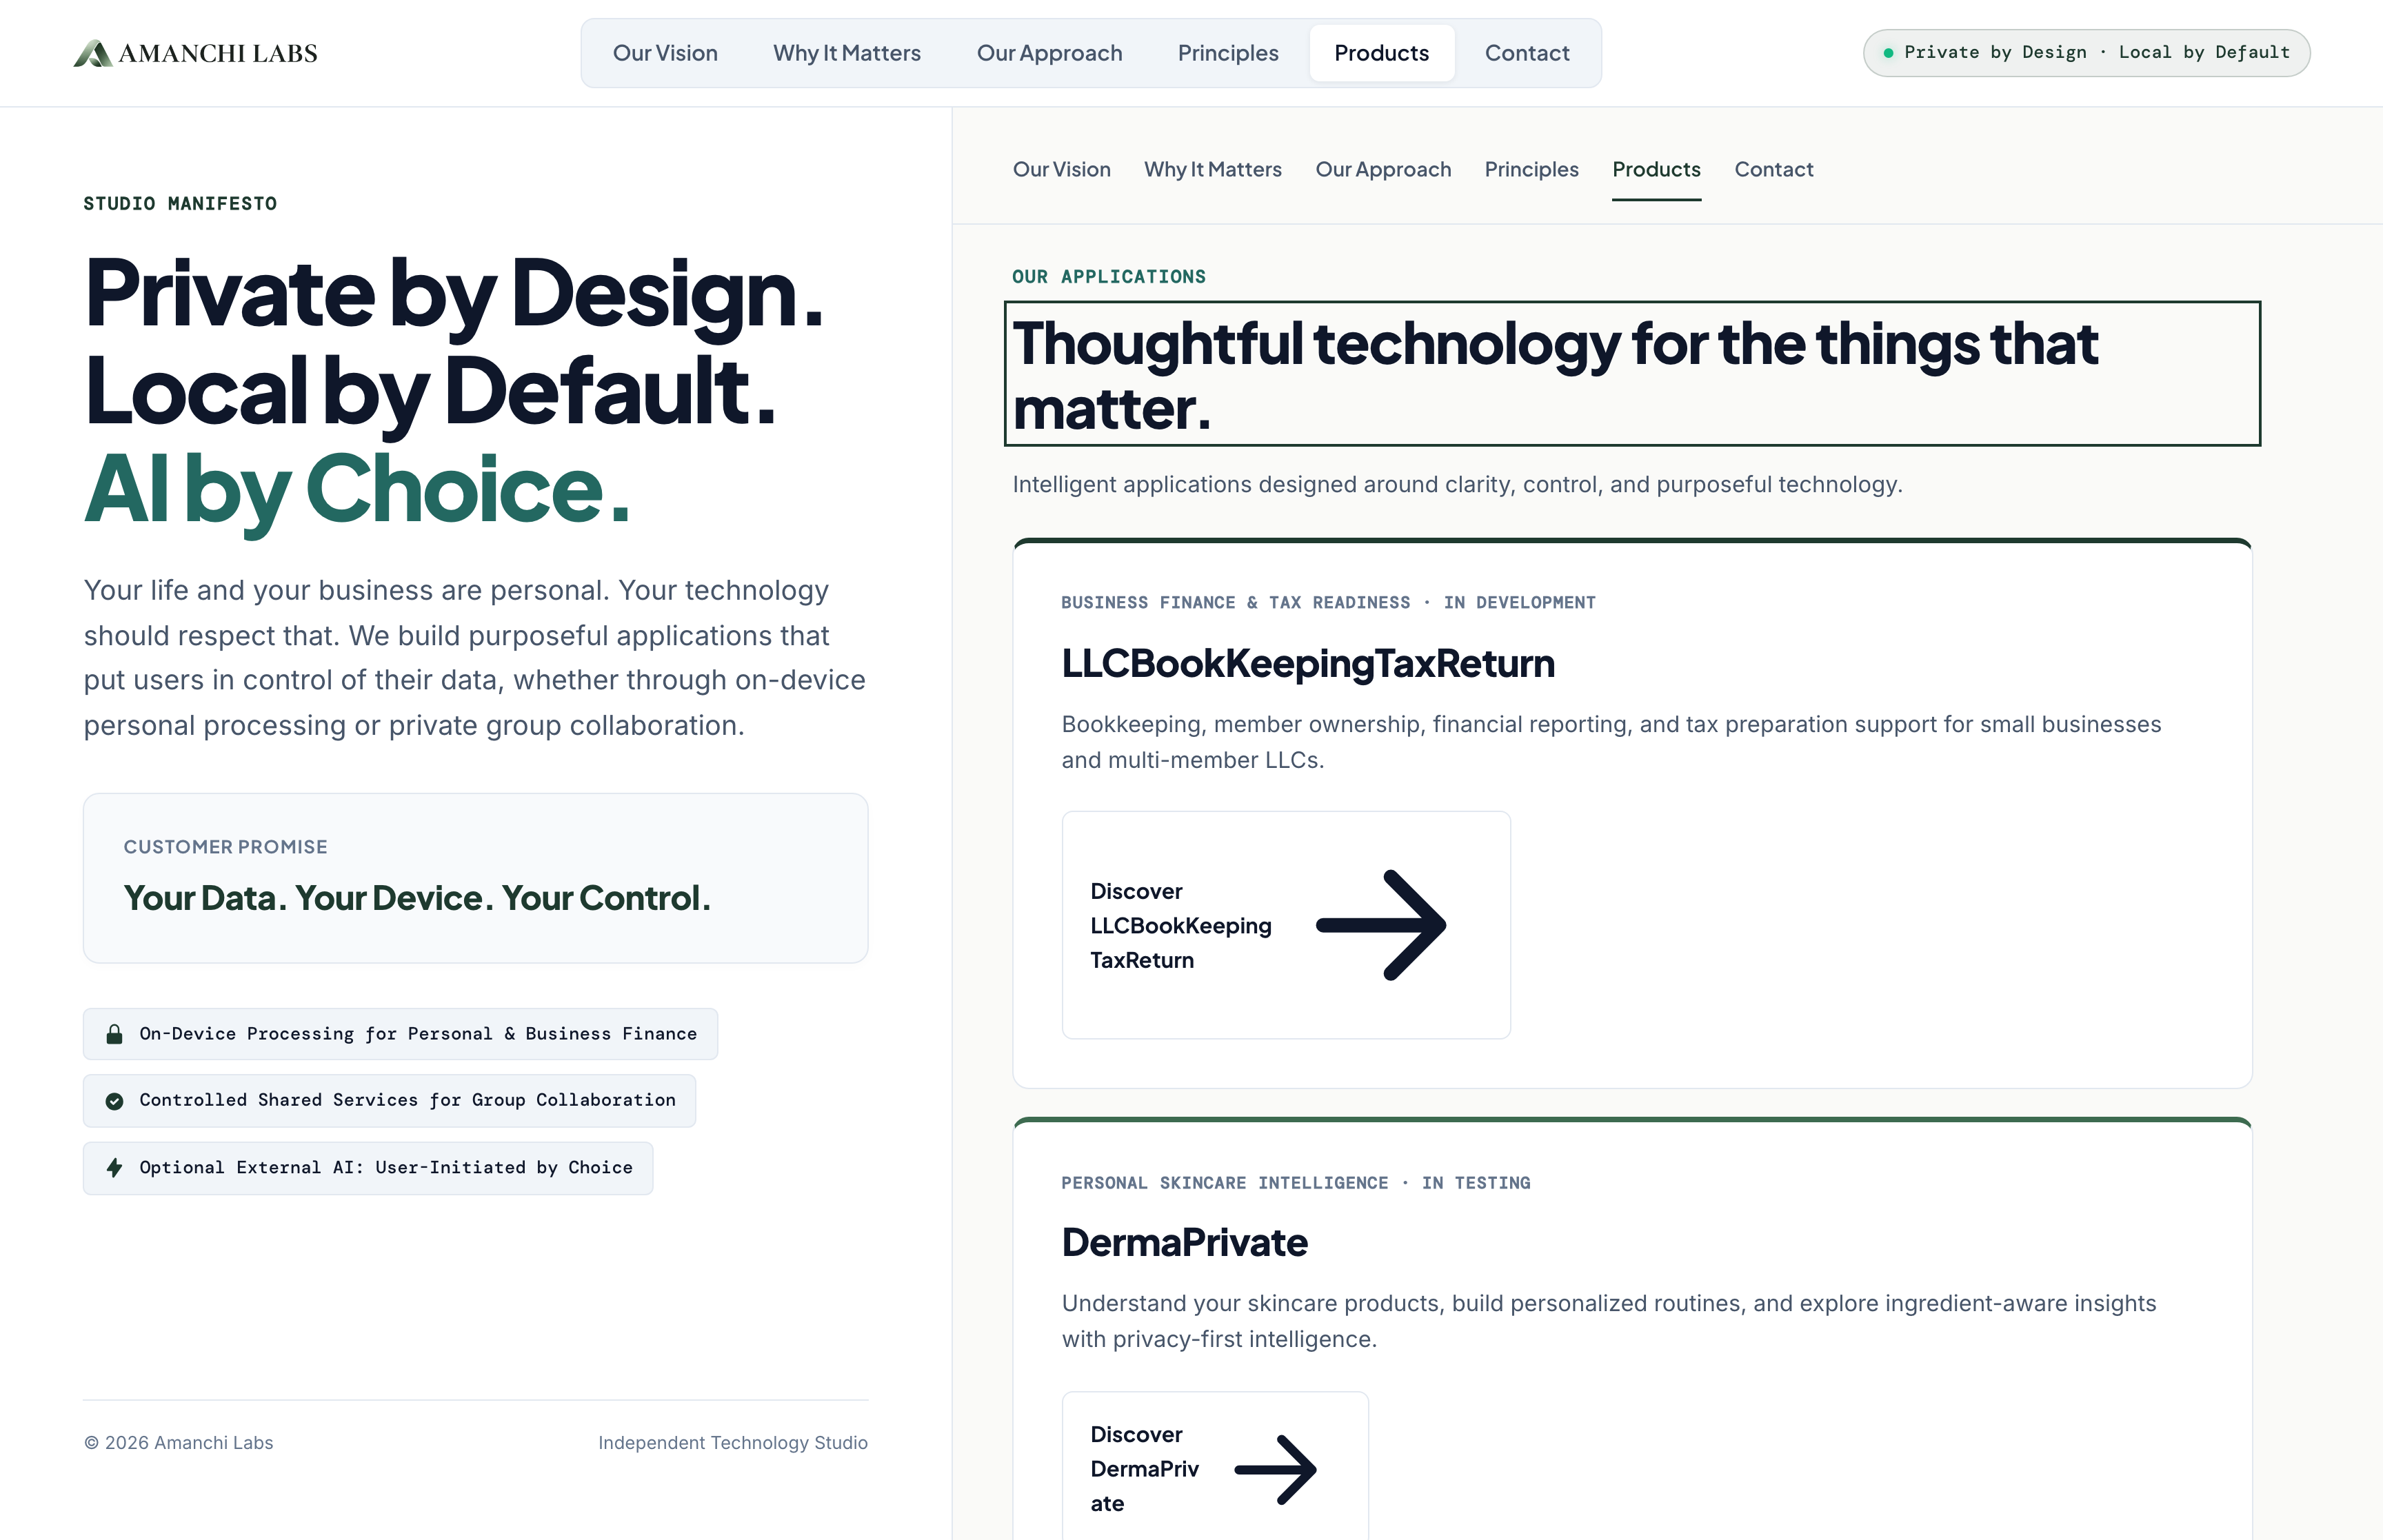 AMANCHI LABS
Our Vision
Why It Matters
Our Approach
Principles
Products
Contact
Private by Design · Local by Default
STUDIO MANIFESTO
Private by Design.
Local by Default.
AI by Choice.
Your life and your business are personal. Your technology
should respect that. We build purposeful applications that
put users in control of their data, whether through on-device
personal processing or private group collaboration.
CUSTOMER PROMISE
Your Data. Your Device. Your Control.
On-Device Processing for Personal & Business Finance
Controlled Shared Services for Group Collaboration
Optional External AI: User-Initiated by Choice
© 2026 Amanchi Labs
Independent Technology Studio
Our Vision
Why It Matters
Our Approach
Principles
Products
Contact
OUR APPLICATIONS
Thoughtful technology for the things that
matter.
Intelligent applications designed around clarity, control, and purposeful technology.
BUSINESS FINANCE & TAX READINESS · IN DEVELOPMENT
LLCBookKeepingTaxReturn
Bookkeeping, member ownership, financial reporting, and tax preparation support for small businesses
and multi-member LLCs.
Discover
LLCBookKeeping
TaxReturn
PERSONAL SKINCARE INTELLIGENCE · IN TESTING
DermaPrivate
Understand your skincare products, build personalized routines, and explore ingredient-aware insights
with privacy-first intelligence.
Discover
DermaPriv
ate